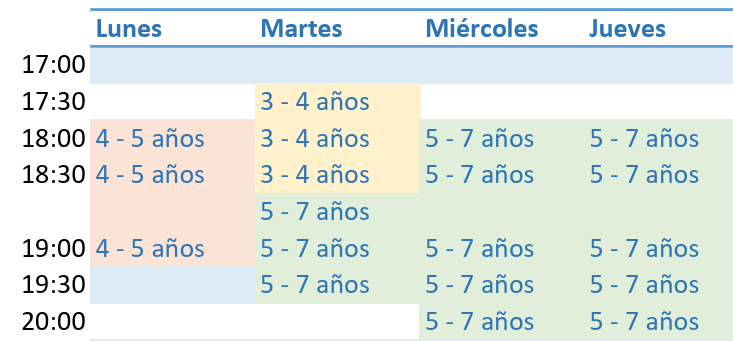 Lunes Martes Miércoles Jueves
17:00
17:30 3 - 4 años
18:00 4 - 5 años 3 - 4 años 5 - 7 años 5 - 7 años
18:30 4 - 5 años 3 - 4 años 5 - 7 años 5 - 7 años
5 - 7 años
19:00 4 - 5 años 5 - 7 años 5 - 7 años 5 - 7 años
19:30 5 - 7 años 5 - 7 años 5 - 7 años
20:00 5 - 7 años 5 - 7 años